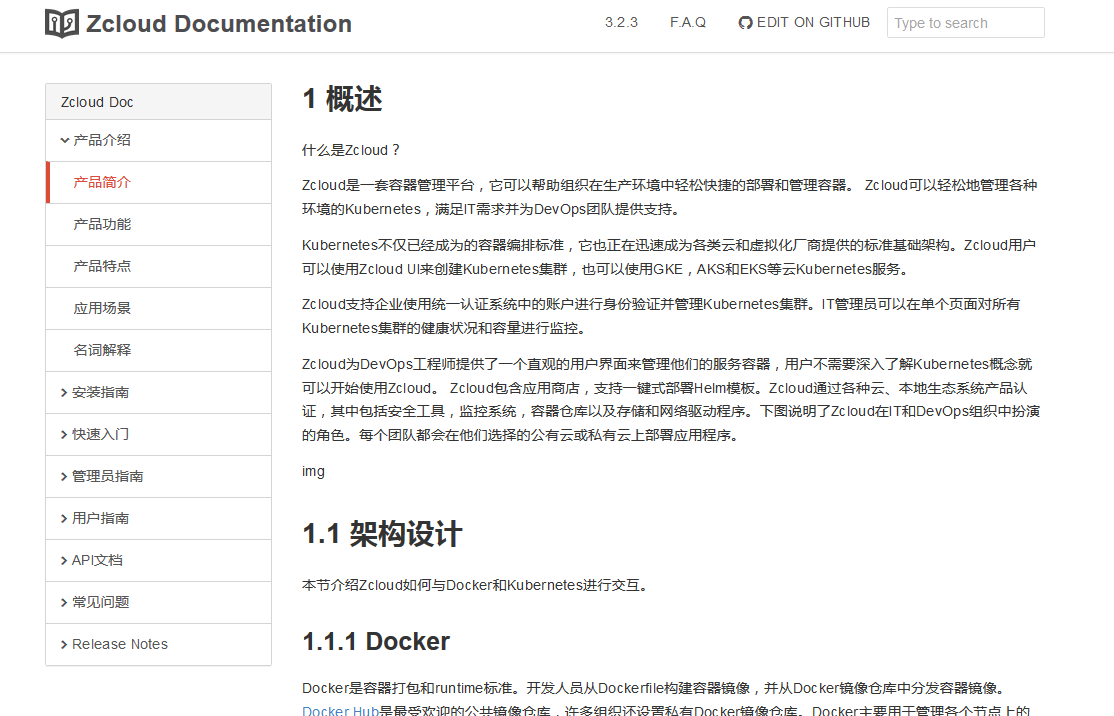 Zcloud Documentation
3.2.3
F.A.Q
EDIT ON GITHUB
Type to search
Zcloud Doc
产品介绍
产品简介
产品功能
产品特点
应用场景
名词解释
安装指南
快速入门
管理员指南
用户指南
API文档
常见问题
Release Notes
1 概述
什么是Zcloud？
Zcloud是一套容器管理平台，它可以帮助组织在生产环境中轻松快捷的部署和管理容器。 Zcloud可以轻松地管理各种
环境的Kubernetes，满足IT需求并为DevOps团队提供支持。
Kubernetes不仅已经成为的容器编排标准，它也正在迅速成为各类云和虚拟化厂商提供的标准基础架构。Zcloud用户
可以使用Zcloud UI来创建Kubernetes集群，也可以使用GKE，AKS和EKS等云Kubernetes服务。
Zcloud支持企业使用统一认证系统中的账户进行身份验证并管理Kubernetes集群。IT管理员可以在单个页面对所有
Kubernetes集群的健康状况和容量进行监控。
Zcloud为DevOps工程师提供了一个直观的用户界面来管理他们的服务容器，用户不需要深入了解Kubernetes概念就
可以开始使用Zcloud。 Zcloud包含应用商店，支持一键式部署Helm模板。Zcloud通过各种云、本地生态系统产品认
证，其中包括安全工具，监控系统，容器仓库以及存储和网络驱动程序。下图说明了Zcloud在IT和DevOps组织中扮演
的角色。每个团队都会在他们选择的公有云或私有云上部署应用程序。
img
1.1 架构设计
本节介绍Zcloud如何与Docker和Kubernetes进行交互。
1.1.1 Docker
Docker是容器打包和runtime标准。开发人员从Dockerfile构建容器镜像，并从Docker镜像仓库中分发容器镜像。
Docker Hub是最受欢迎的公共镜像仓库，许多组织还设置私有Docker镜像仓库。Docker主要用于管理各个节点上的